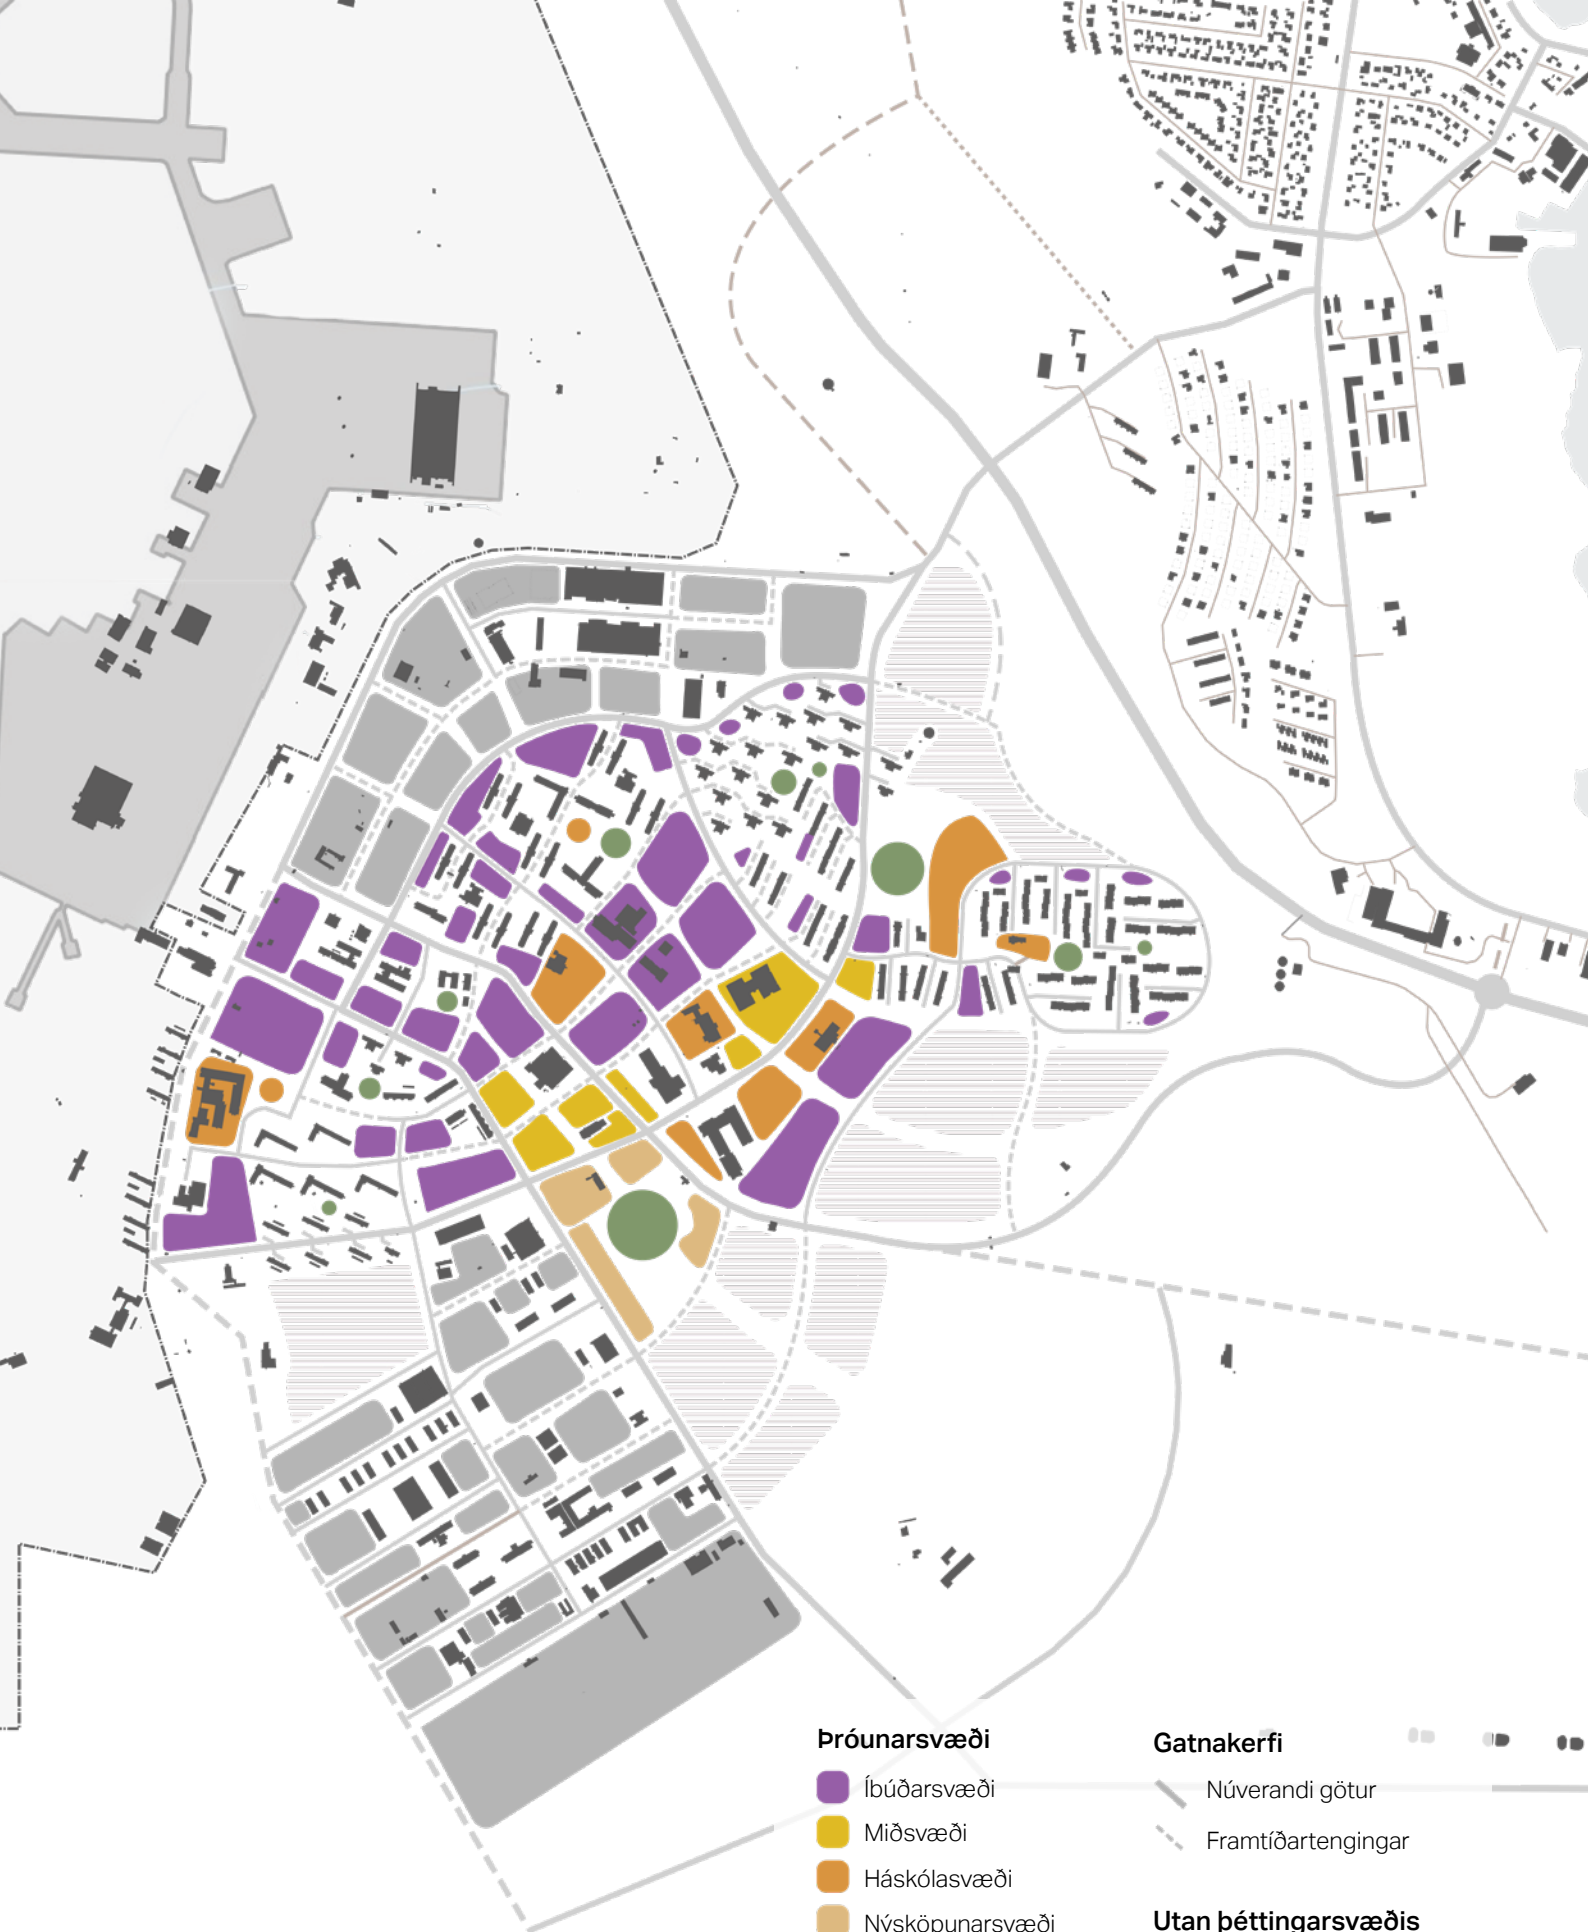 Þróunarsvæði
Íbúðarsvæði
Miðsvæði
Háskólasvæði
Nýsköpunarsvæði
Gatnakerfi
Núverandi götur
Framtíðartengingar
Utan þéttingarsvæðis